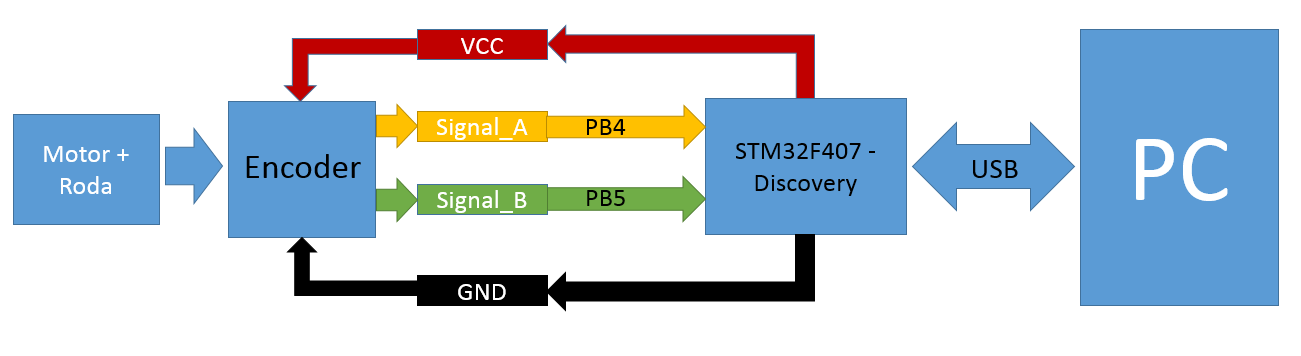 VCC
Motor +
Roda
Encoder
Signal_A
PB4
Signal_B
PB5
GND
STM32F407 -
Discovery
USB
PC